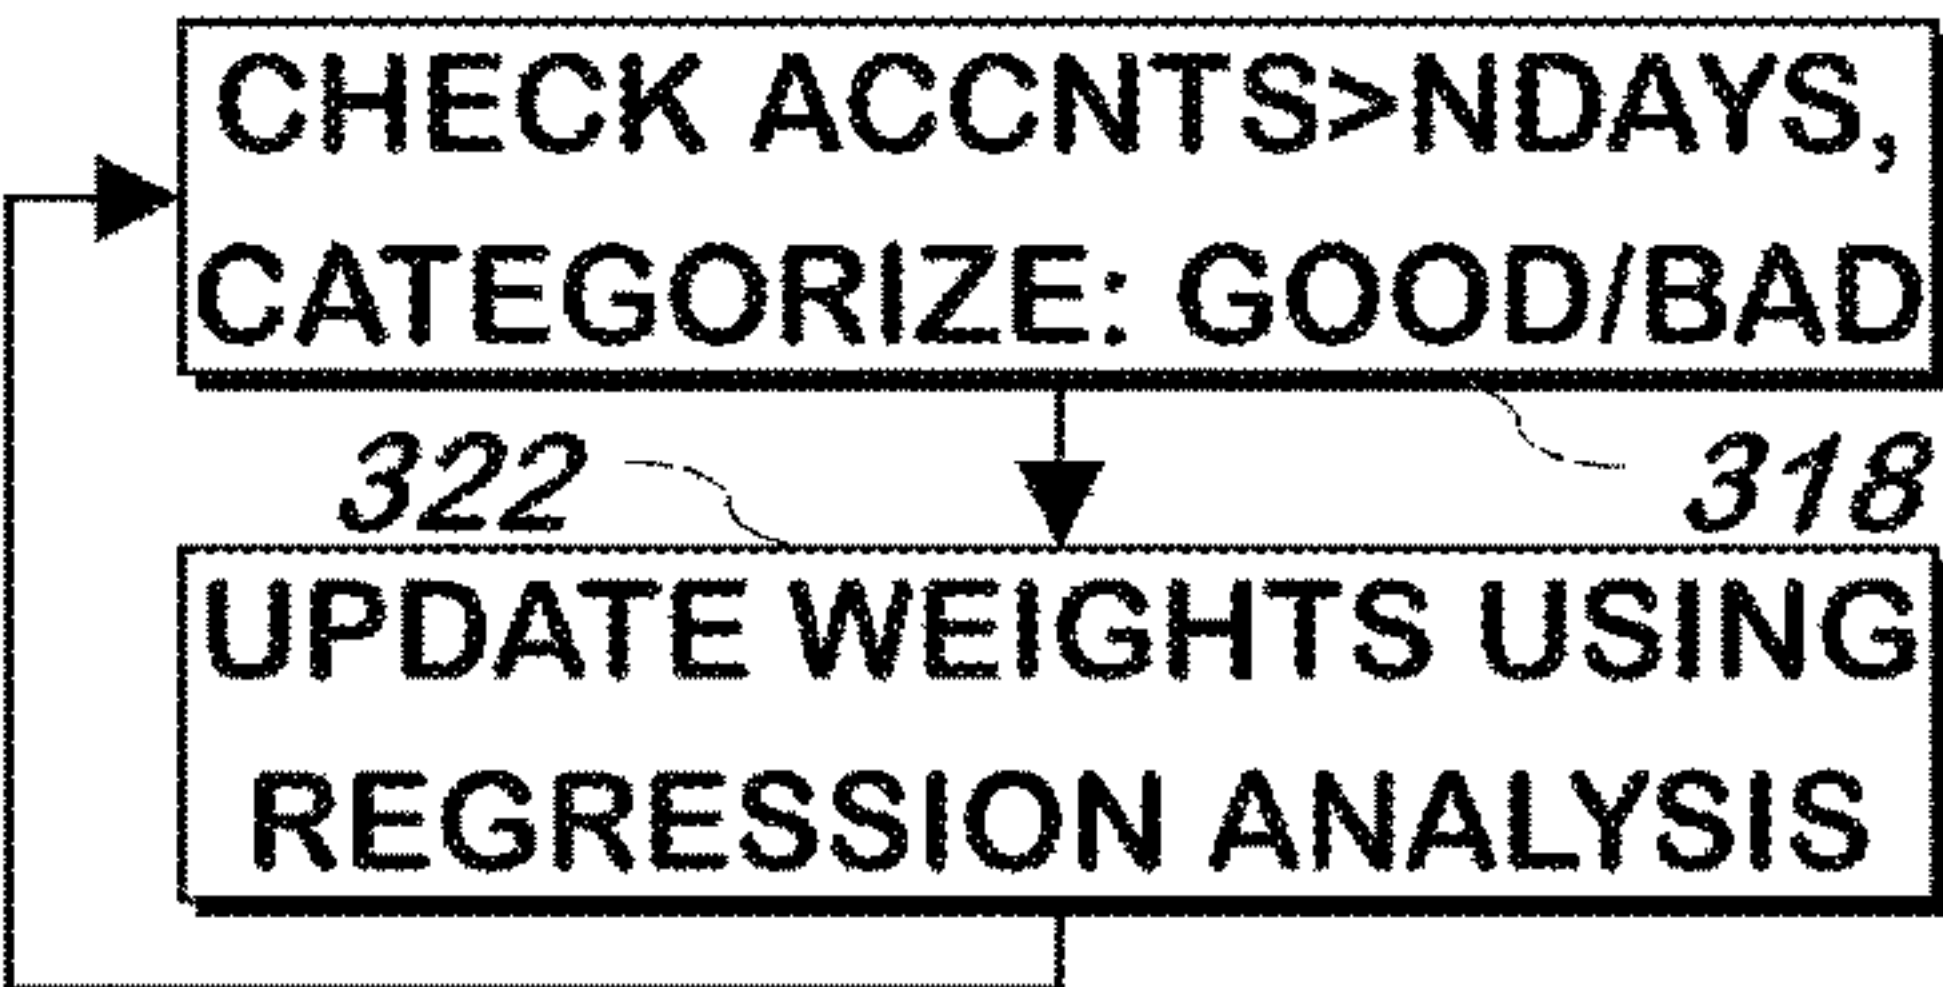 CHECK ACCNTS>NDAYS,
CATEGORIZE: GOOD/BAD
322
318
UPDATE WEIGHTS USING
REGRESSION ANALYSIS